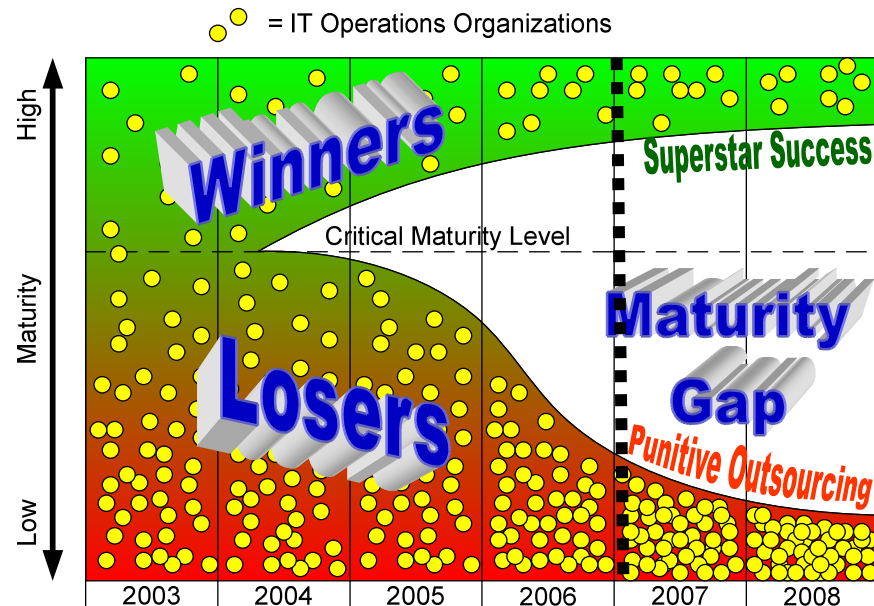 = IT Operations Organizations
High
Winners
Superstar Success
Critical Maturity Level
Maturity
Maturity
Gap
Losers
Punitive Outsourcing
Low
2003 2004 2005 2006 2007 2008